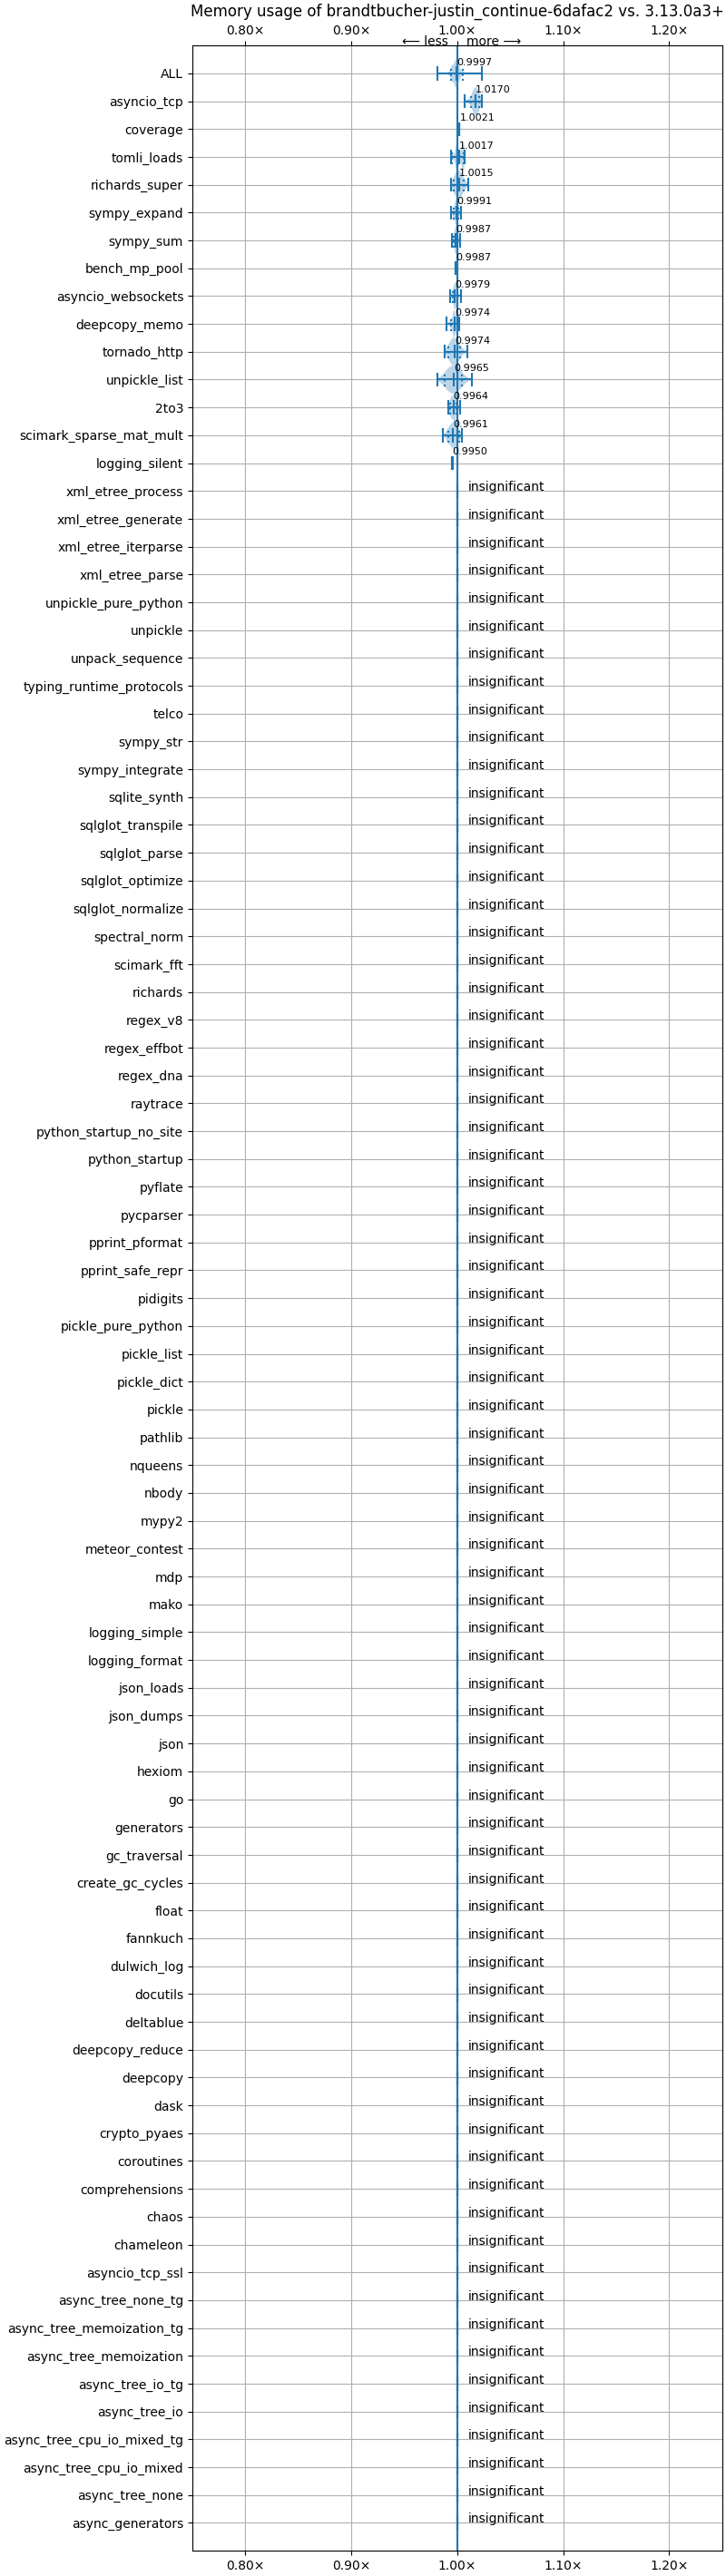 Memory usage of brandtbucher-justin_continue-6dafac2 vs. 3.13.0a3+
0.80× 0.90× 1.00× 1.10× 1.20×
⟵ less more ⟶
ALL 0.9997
asyncio_tcp 1.0170
coverage 1.0021
tomli_loads 1.0017
richards_super 1.0015
sympy_expand 0.9991
sympy_sum 0.9987
bench_mp_pool 0.9987
asyncio_websockets 0.9979
deepcopy_memo 0.9974
tornado_http 0.9974
unpickle_list 0.9965
2to3 0.9964
scimark_sparse_mat_mult 0.9961
logging_silent 0.9950
xml_etree_process insignificant
xml_etree_generate insignificant
xml_etree_iterparse insignificant
xml_etree_parse insignificant
unpickle_pure_python insignificant
unpickle insignificant
unpack_sequence insignificant
typing_runtime_protocols insignificant
telco insignificant
sympy_str insignificant
sympy_integrate insignificant
sqlite_synth insignificant
sqlglot_transpile insignificant
sqlglot_parse insignificant
sqlglot_optimize insignificant
sqlglot_normalize insignificant
spectral_norm insignificant
scimark_fft insignificant
richards insignificant
regex_v8 insignificant
regex_effbot insignificant
regex_dna insignificant
raytrace insignificant
python_startup_no_site insignificant
python_startup insignificant
pyflate insignificant
pycparser insignificant
pprint_pformat insignificant
pprint_safe_repr insignificant
pidigits insignificant
pickle_pure_python insignificant
pickle_list insignificant
pickle_dict insignificant
pickle insignificant
pathlib insignificant
nqueens insignificant
nbody insignificant
mypy2 insignificant
meteor_contest insignificant
mdp insignificant
mako insignificant
logging_simple insignificant
logging_format insignificant
json_loads insignificant
json_dumps insignificant
json insignificant
hexiom insignificant
go insignificant
generators insignificant
gc_traversal insignificant
create_gc_cycles insignificant
float insignificant
fannkuch insignificant
dulwich_log insignificant
docutils insignificant
deltablue insignificant
deepcopy_reduce insignificant
deepcopy insignificant
dask insignificant
crypto_pyaes insignificant
coroutines insignificant
comprehensions insignificant
chaos insignificant
chameleon insignificant
asyncio_tcp_ssl insignificant
async_tree_none_tg insignificant
async_tree_memoization_tg insignificant
async_tree_memoization insignificant
async_tree_io_tg insignificant
async_tree_io insignificant
async_tree_cpu_io_mixed_tg insignificant
async_tree_cpu_io_mixed insignificant
async_tree_none insignificant
async_generators insignificant
0.80× 0.90× 1.00× 1.10× 1.20×